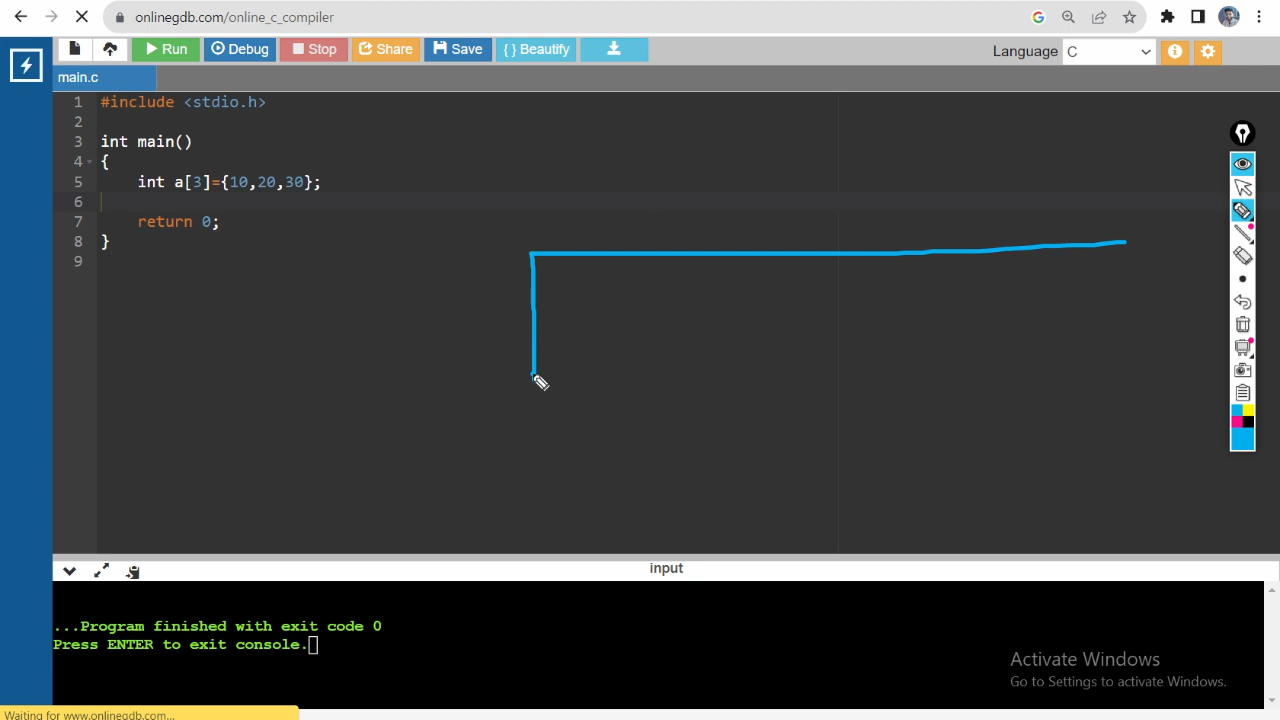 onlinegdb.com/online_c_compiler
Run Debug Stop Share Save { } Beautify Language C
main.c
1 #include <stdio.h>
2
3 int main()
4 {
5 int a[3]={10,20,30};
6
7 return 0;
8 }
9
input
...Program finished with exit code 0
Press ENTER to exit console.
Activate Windows
Go to Settings to activate Windows.
Waiting for www.onlinegdb.com...